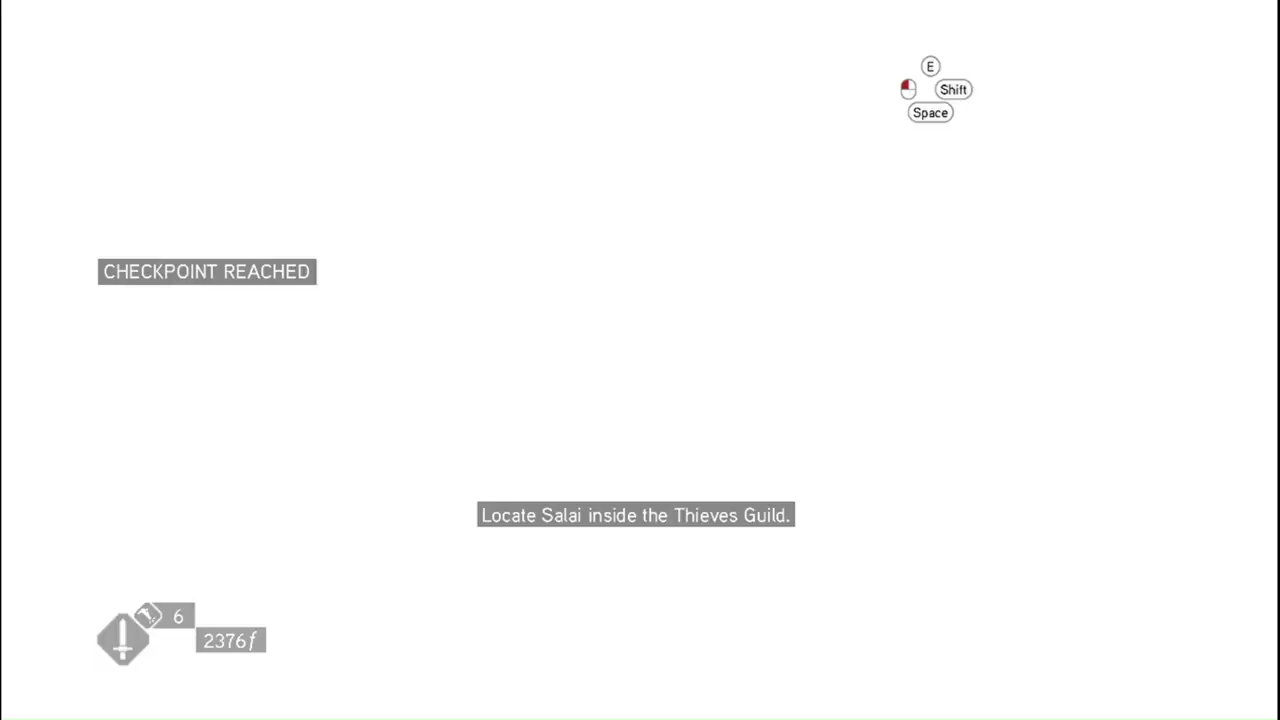 E
Shift
Space
CHECKPOINT REACHED
Locate Salai inside the Thieves Guild.
6
2376ƒ